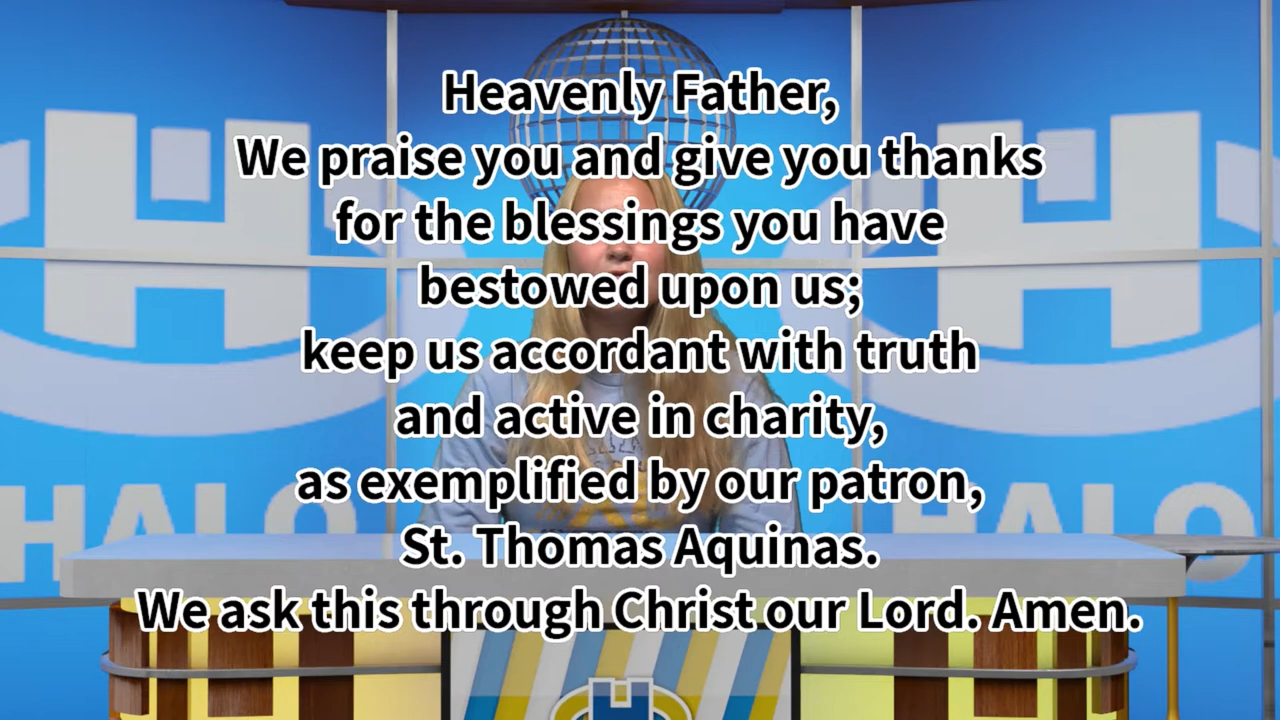 Heavenly Father,
We praise you and give you thanks
for the blessings you have
bestowed upon us;
keep us accordant with truth
and active in charity,
as exemplified by our patron,
St. Thomas Aquinas.
We ask this through Christ our Lord. Amen.
H
H
HALO
HALO